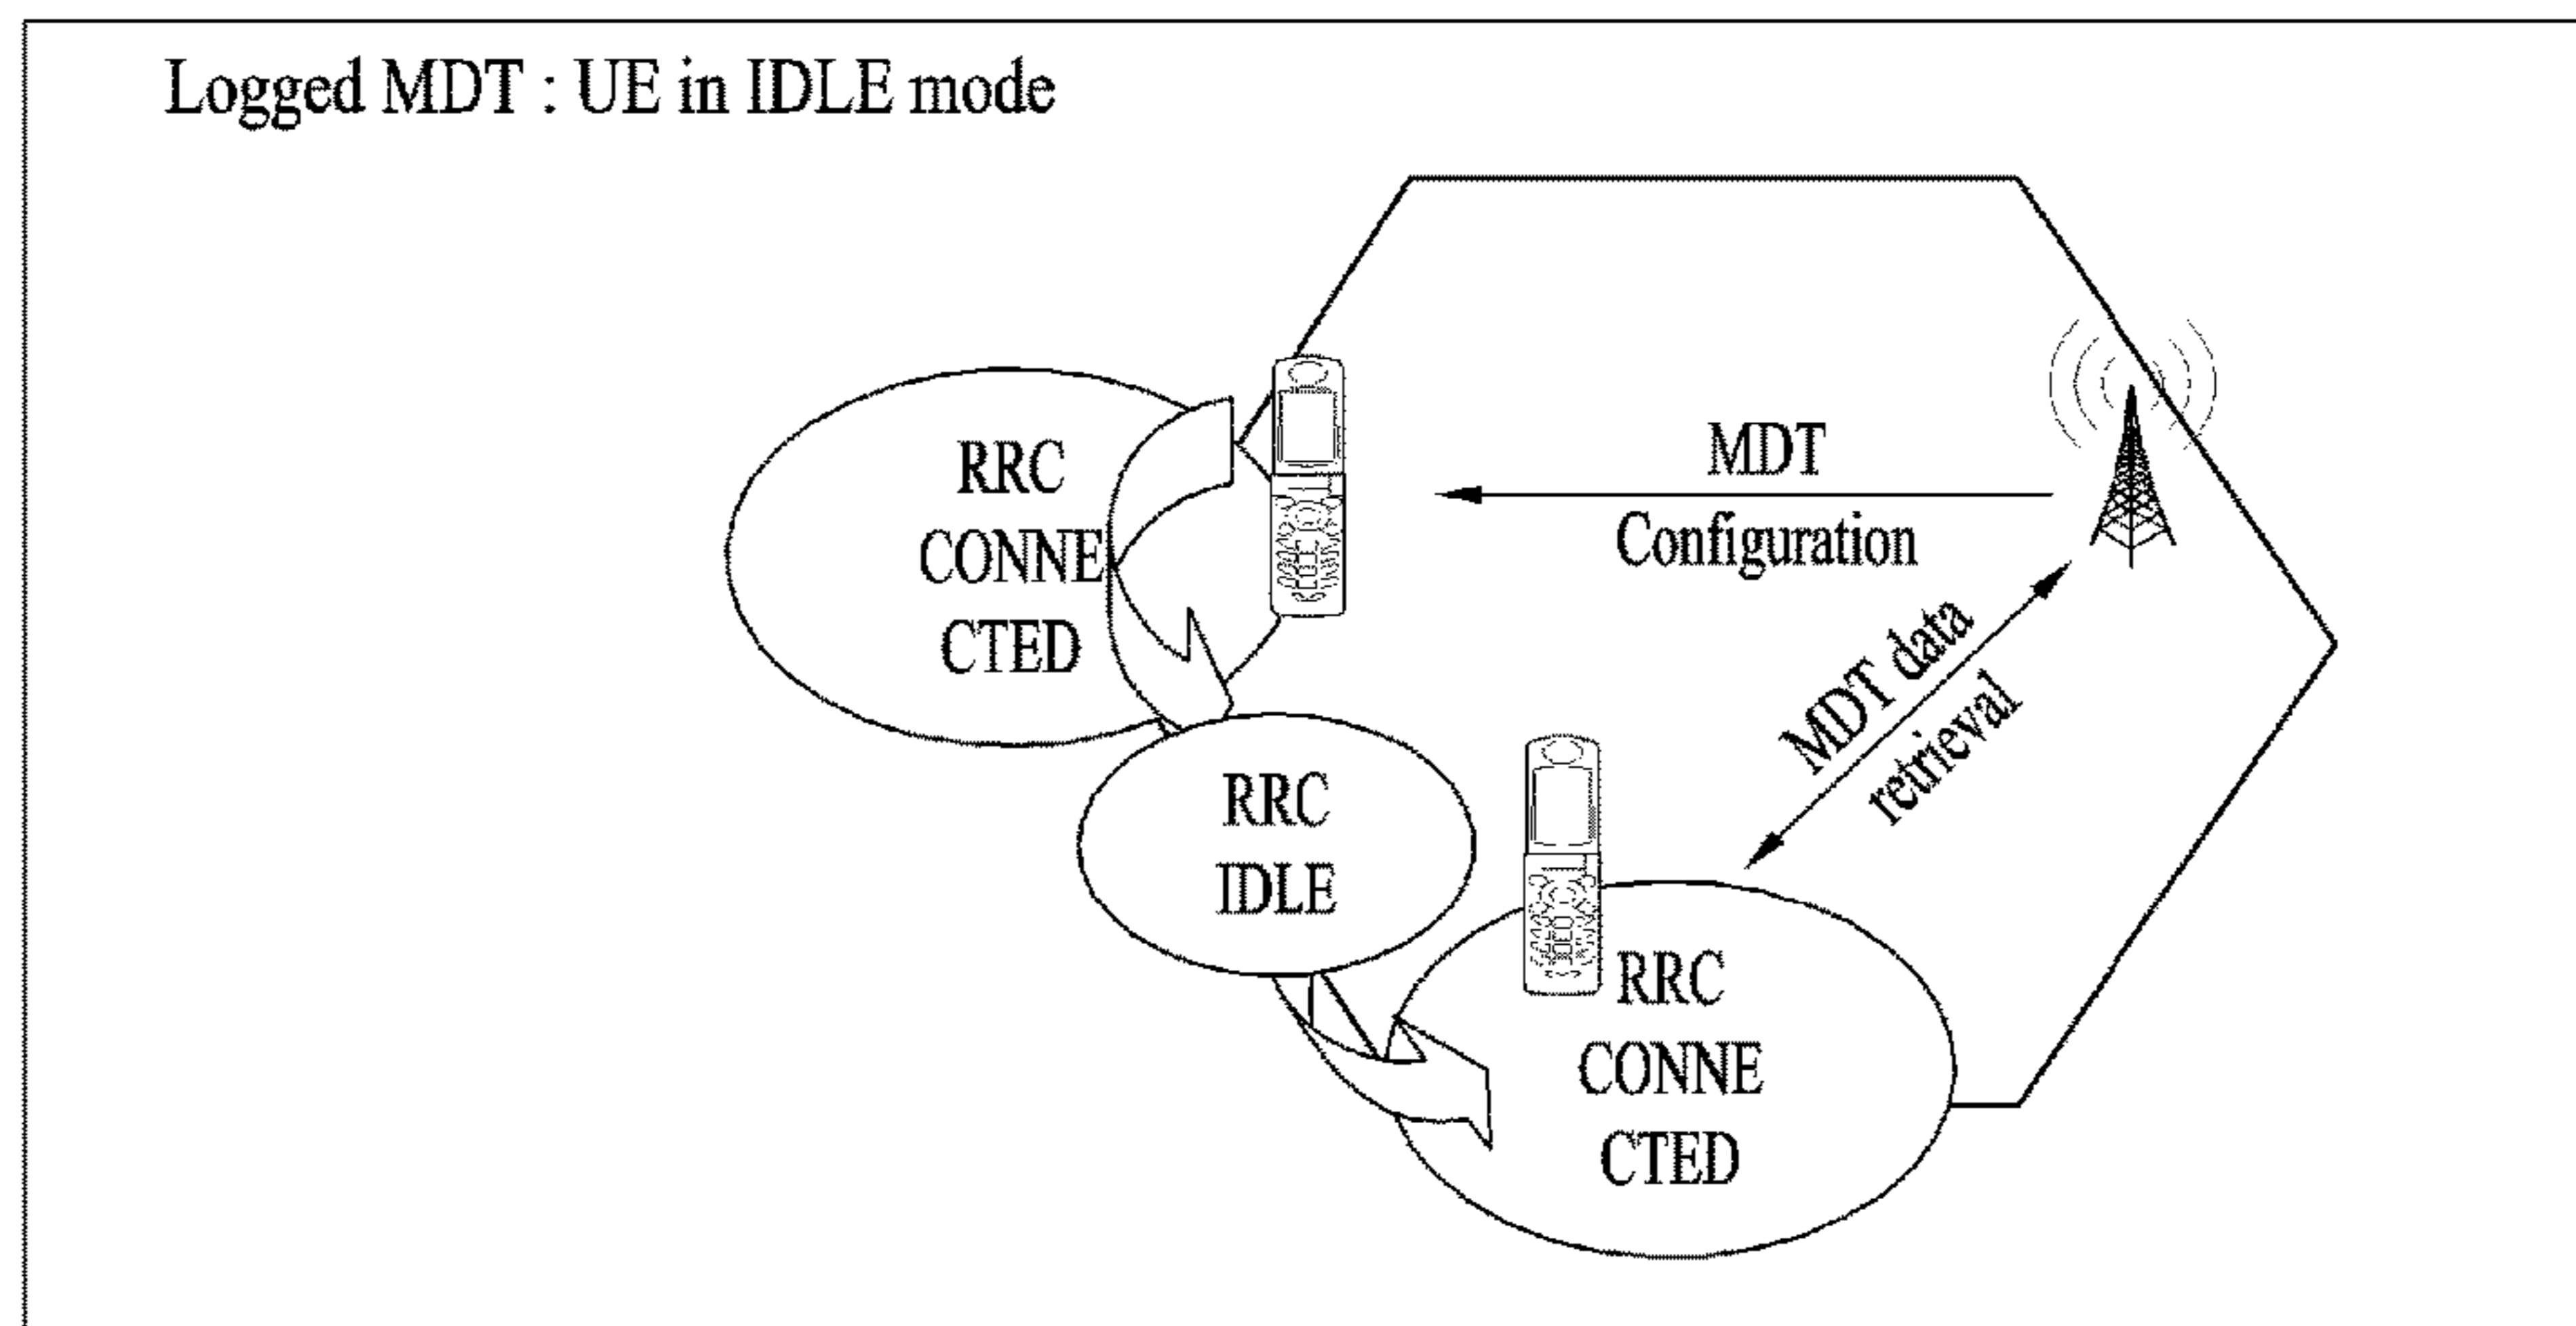 Logged MDT : UE in IDLE mode
RRC
CONNE
CTED
MDT
Configuration
MDT data
retrieval
RRC
IDLE
RRC
CONNE
CTED